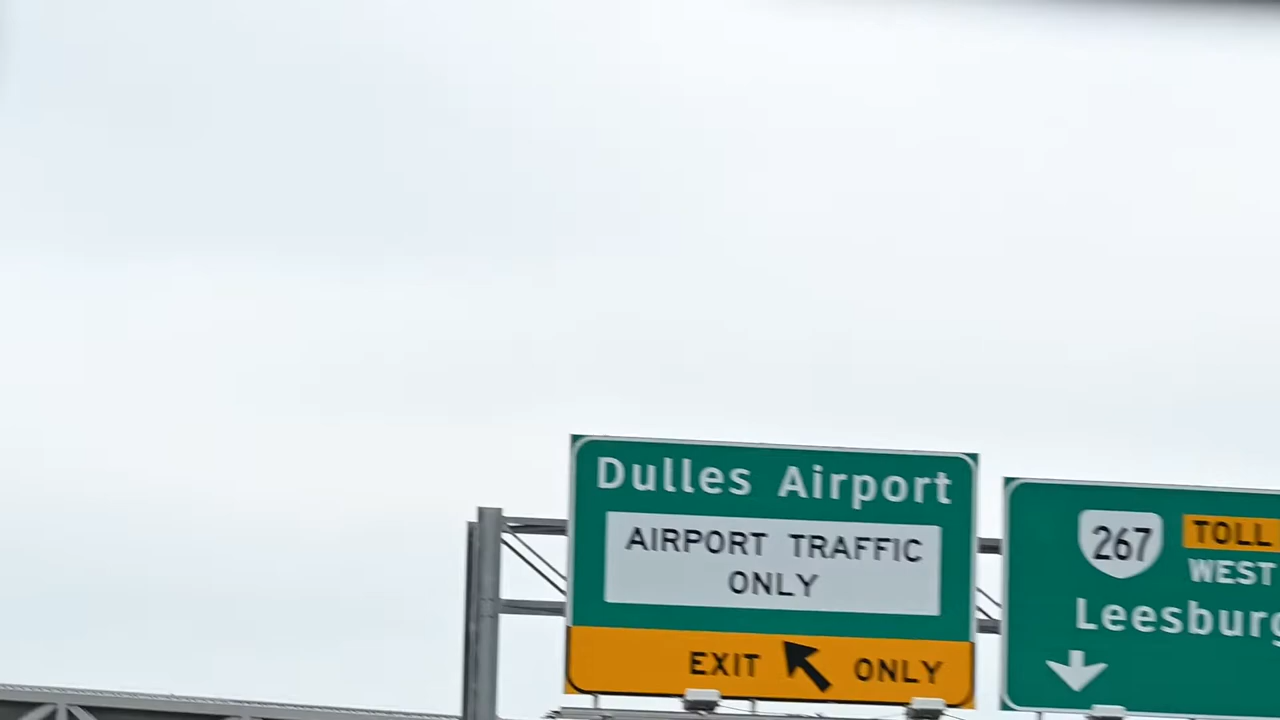 Dulles Airport
AIRPORT TRAFFIC
ONLY
EXIT ONLY
267 TOLL
WEST
Leesburg